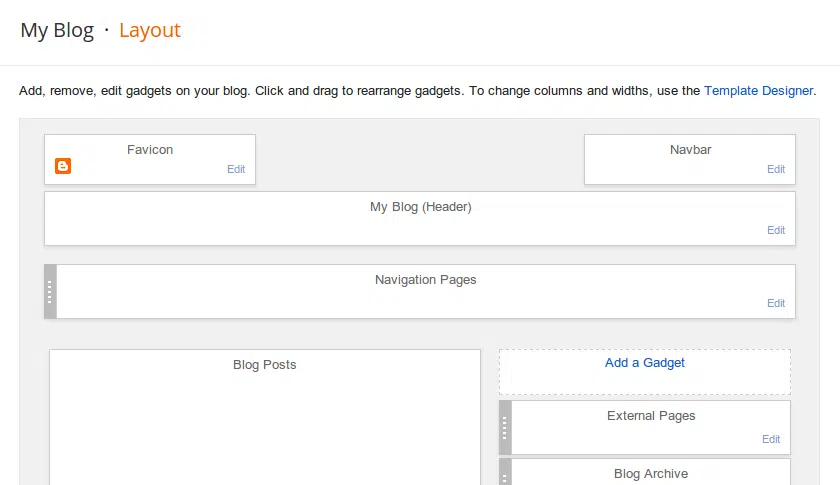 My Blog · Layout
Add, remove, edit gadgets on your blog. Click and drag to rearrange gadgets. To change columns and widths, use the Template Designer.
Favicon
Edit
Navbar
Edit
My Blog (Header)
Edit
Navigation Pages
Edit
Blog Posts
Add a Gadget
External Pages
Edit
Blog Archive